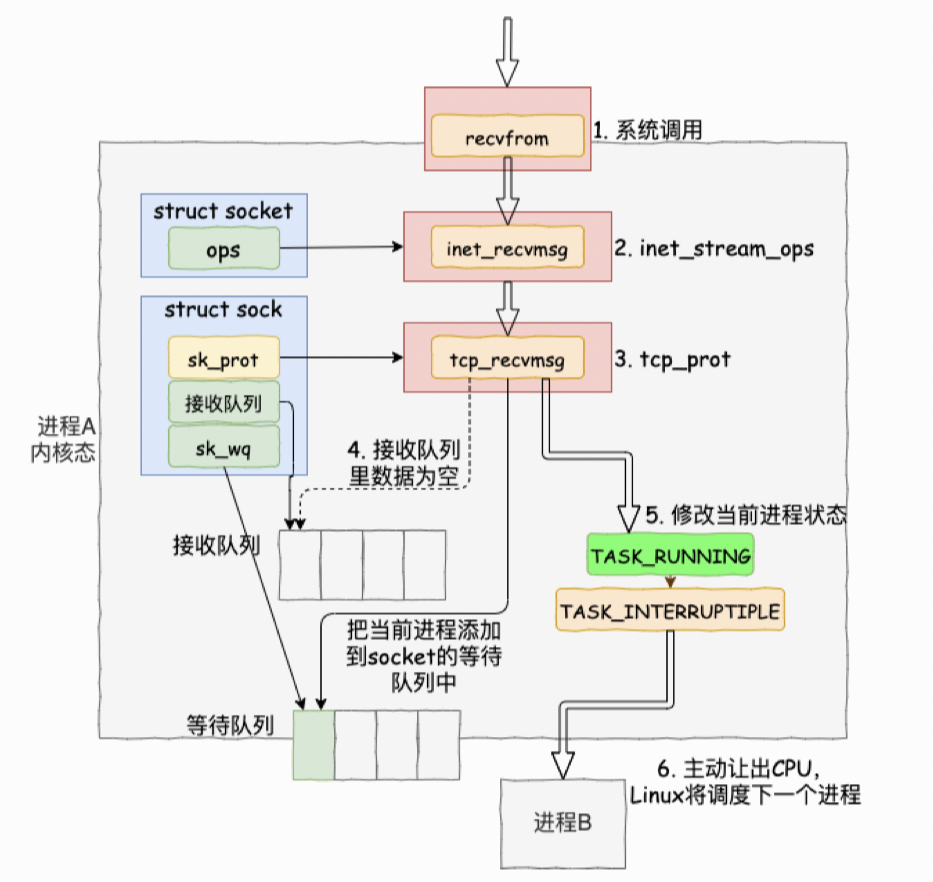 recvfrom
1. 系统调用
struct socket
ops
inet_recvmsg
2. inet_stream_ops
struct sock
sk_prot
tcp_recvmsg
3. tcp_prot
接收队列
sk_wq
进程A
内核态
4. 接收队列
里数据为空
5. 修改当前进程状态
接收队列
TASK_RUNNING
TASK_INTERRUPTIPLE
把当前进程添加
到socket的等待
队列中
等待队列
6. 主动让出CPU,
Linux将调度下一个进程
进程B